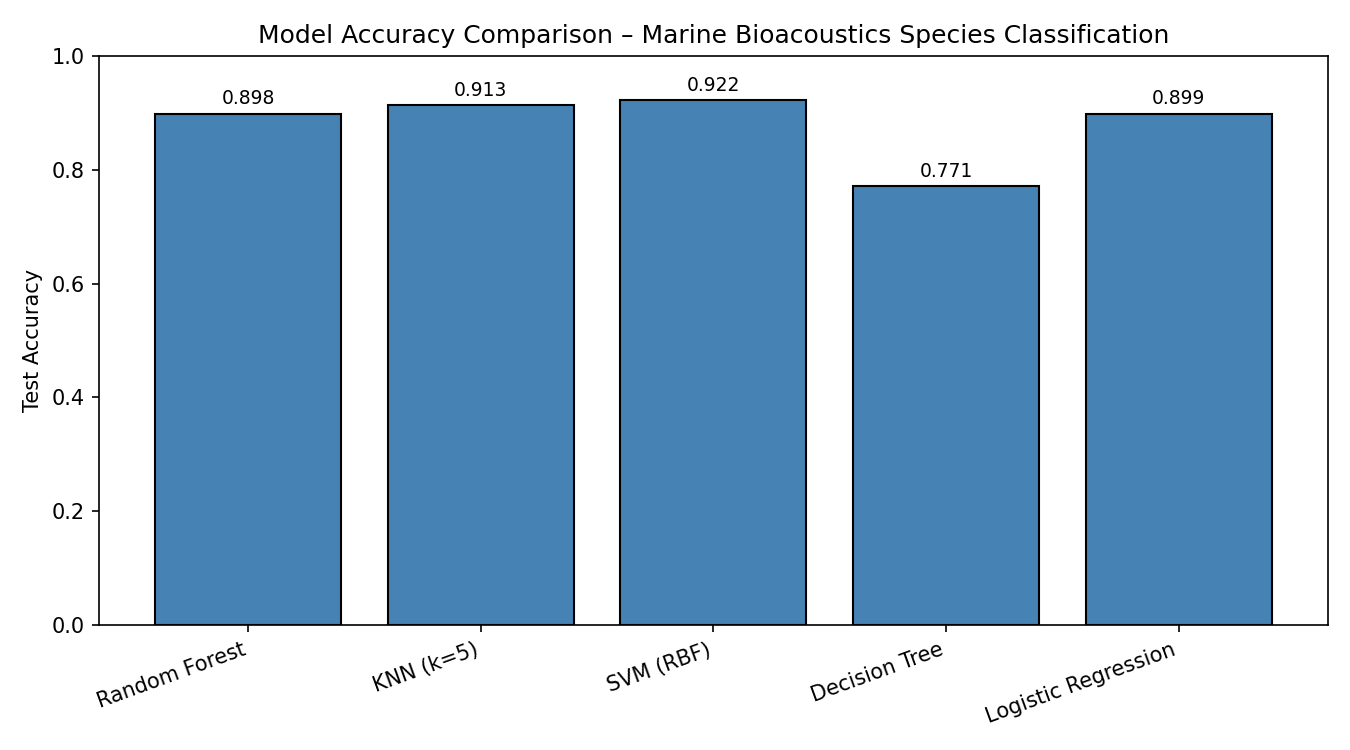 Model Accuracy Comparison – Marine Bioacoustics Species Classification
Test Accuracy
1.0
0.8
0.6
0.4
0.2
0.0
0.898
0.913
0.922
0.771
0.899
Random Forest
KNN (k=5)
SVM (RBF)
Decision Tree
Logistic Regression